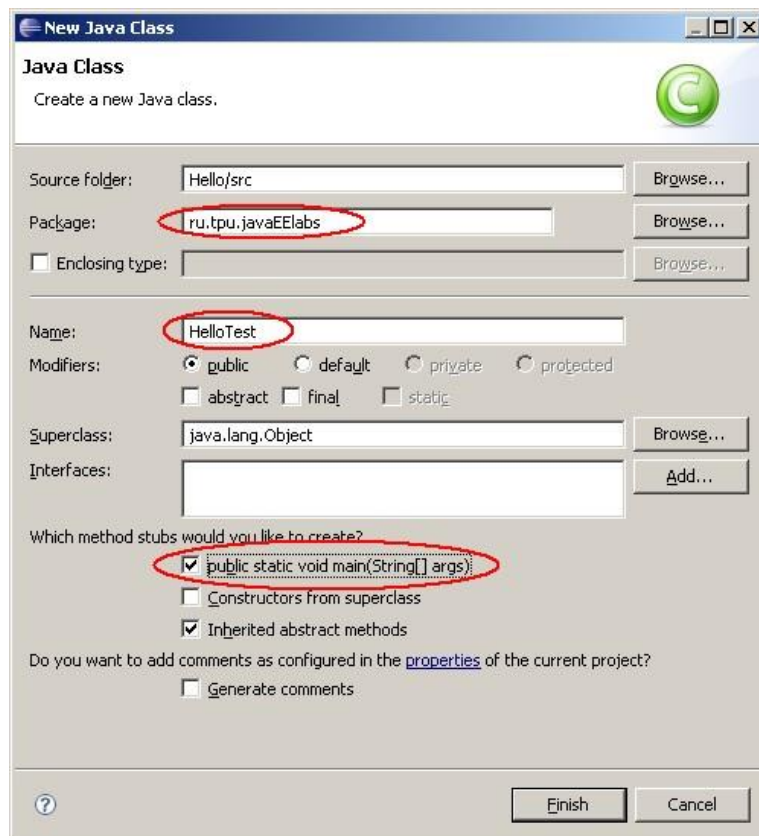 New Java Class
Java Class
Create a new Java class.
C
Source folder: Hello/src Browse...
Package: ru.tpu.javaEElabs Browse...
Enclosing type: Browse...
Name: HelloTest
Modifiers: public default private protected
abstract final static
Superclass: java.lang.Object Browse...
Interfaces: Add...
Which method stubs would you like to create?
public static void main(String[] args)
Constructors from superclass
Inherited abstract methods
Do you want to add comments as configured in the properties of the current project?
Generate comments
? Finish Cancel